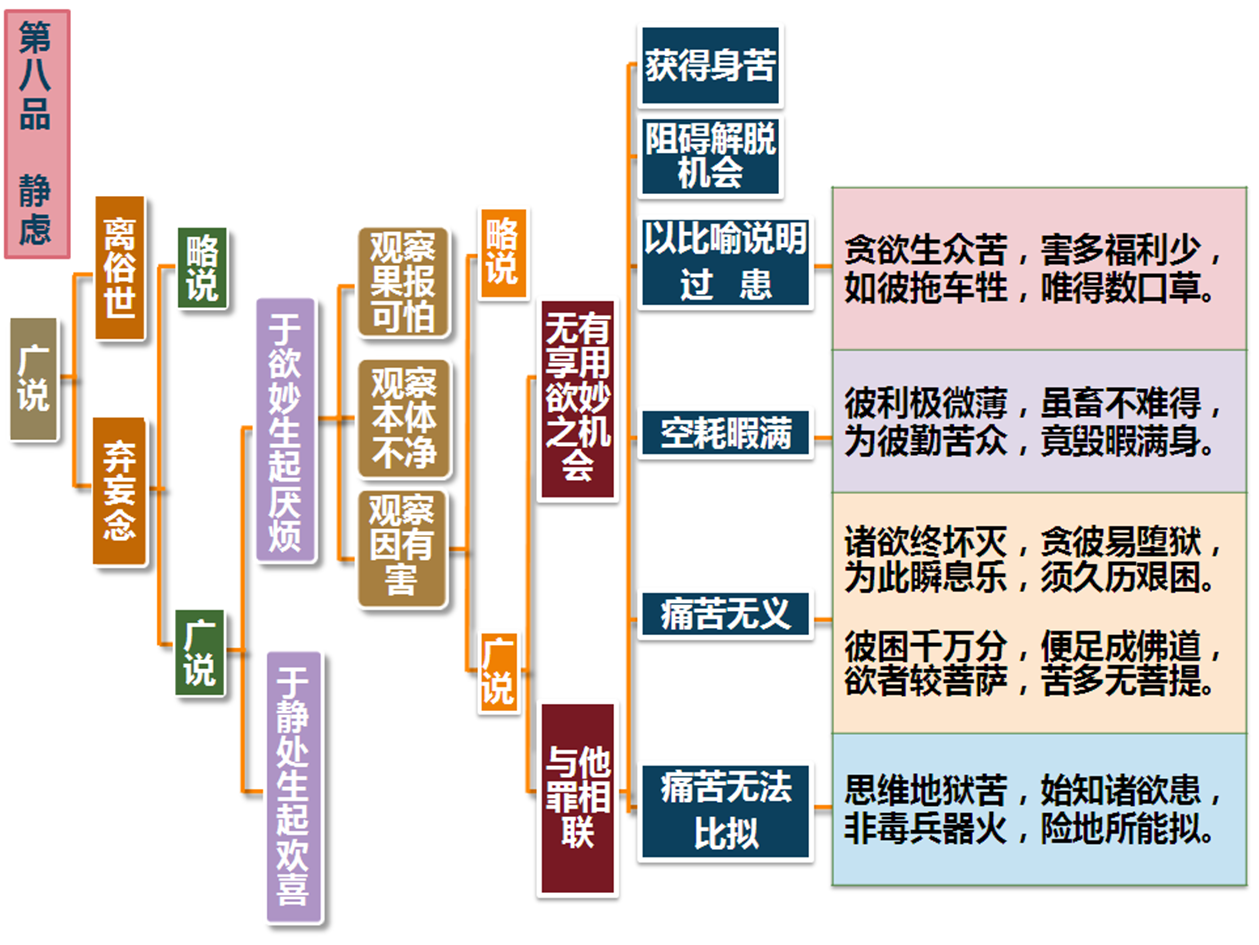 第八品 静虑
广说
离俗世
弃妄念
略说
广说
于欲妙生起厌烦
于静处生起欢喜
观察
果报
可怕
观察
本体
不净
观察
因有
害
略说
广说
无有
享用
欲妙
之机
会
与他
罪相
联
获得身苦
阻碍解脱
机会
以比喻说明
过 患
空耗暇满
痛苦无义
痛苦无法
比拟
贪欲生众苦，害多福利少，
如彼拖车牲，唯得数口草。
彼利极微薄，虽畜不难得，
为彼勤苦众，竟毁暇满身。
诸欲终坏灭，贪彼易堕狱，
为此瞬息乐，须久历艰困。
彼困千万分，便足成佛道，
欲者较菩萨，苦多无菩提。
思维地狱苦，始知诸欲患，
非毒兵器火，险地所能拟。